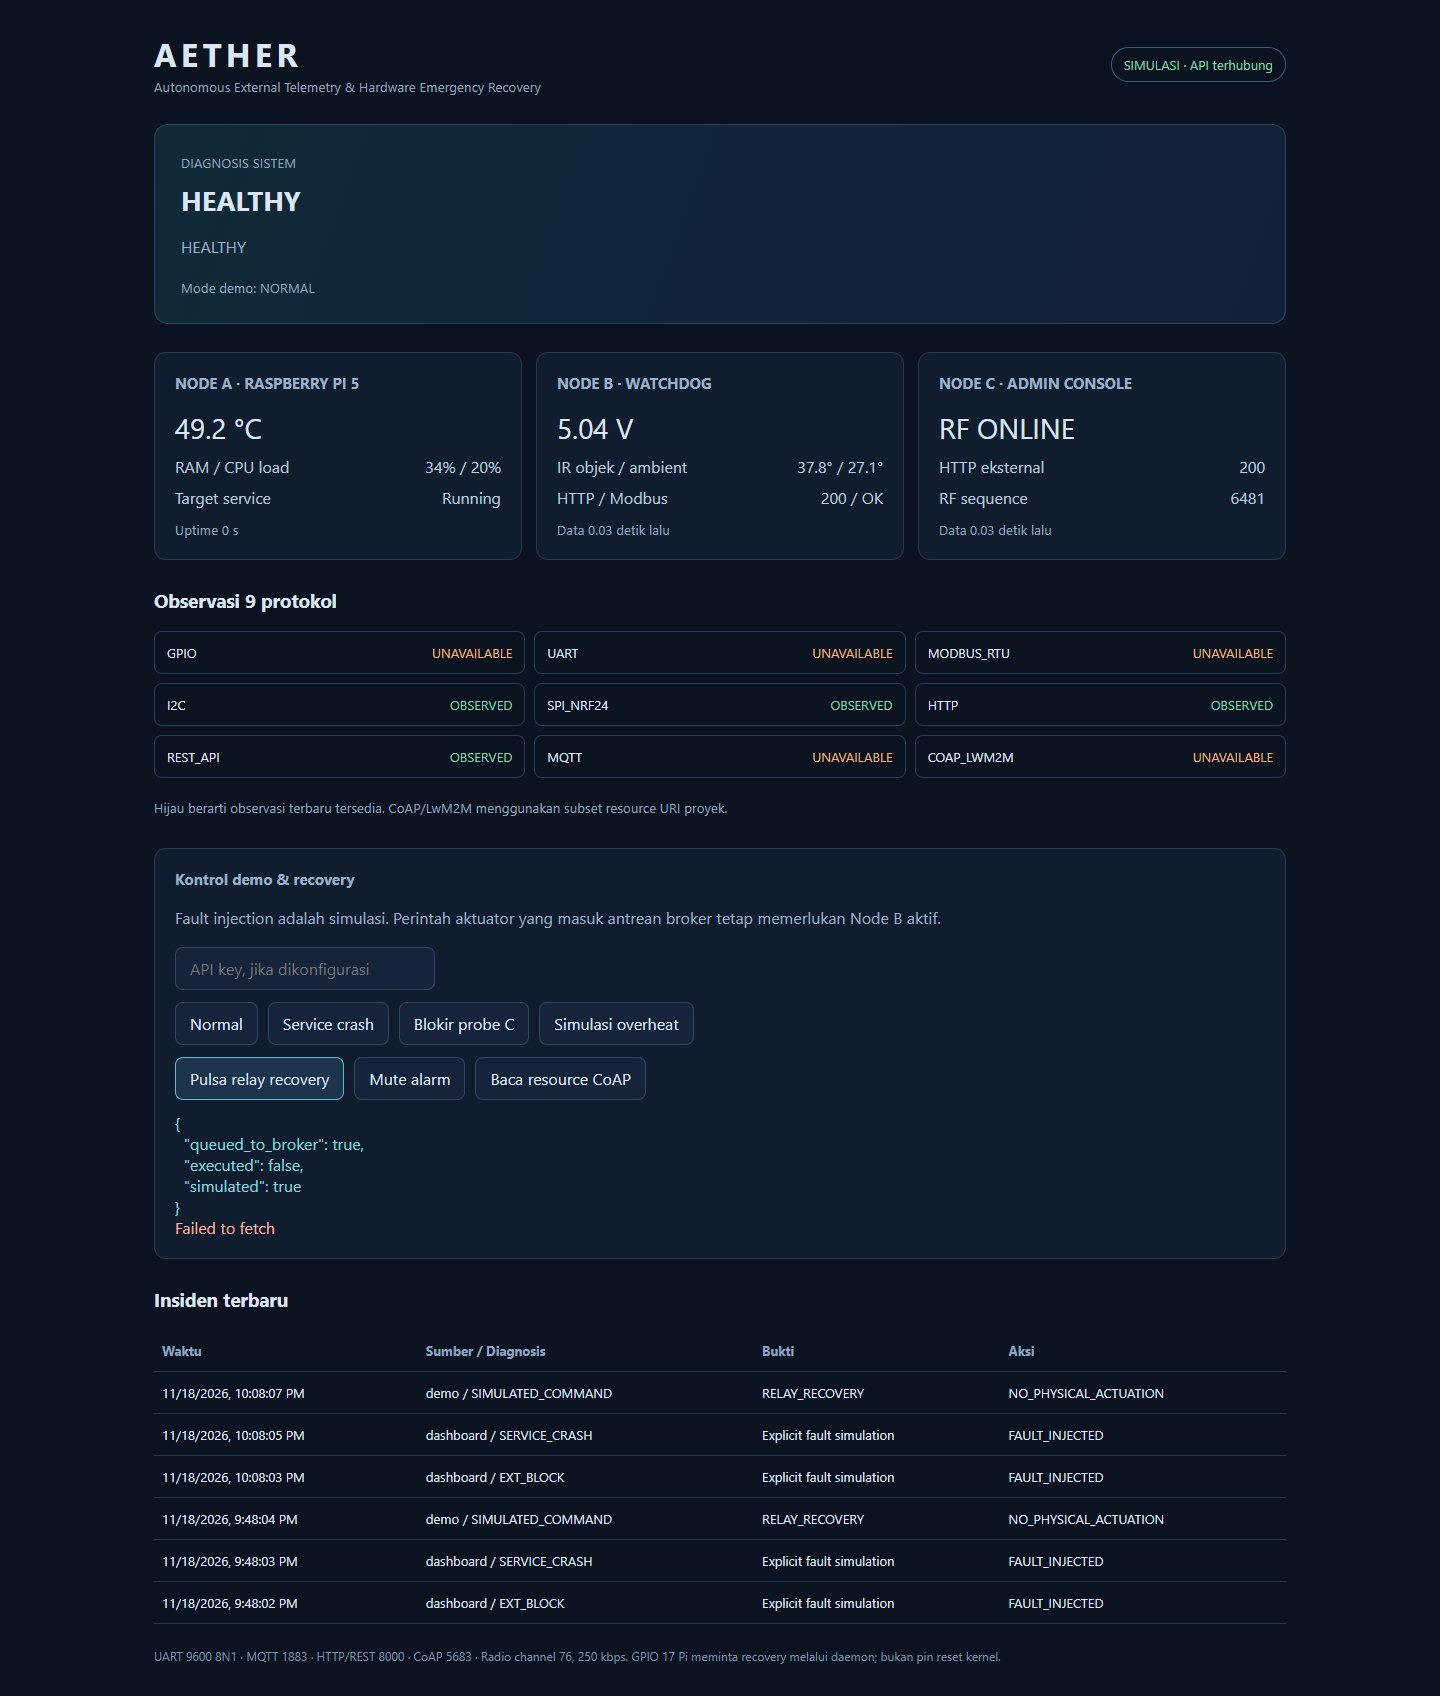 AETHER
Autonomous External Telemetry & Hardware Emergency Recovery
SIMULASI · API terhubung
DIAGNOSIS SISTEM
HEALTHY
HEALTHY
Mode demo: NORMAL
NODE A · RASPBERRY PI 5
49.2 °C
RAM / CPU load 34% / 20%
Target service Running
Uptime 0 s
NODE B · WATCHDOG
5.04 V
IR objek / ambient 37.8° / 27.1°
HTTP / Modbus 200 / OK
Data 0.03 detik lalu
NODE C · ADMIN CONSOLE
RF ONLINE
HTTP eksternal 200
RF sequence 6481
Data 0.03 detik lalu
Observasi 9 protokol
GPIO UNAVAILABLE
UART UNAVAILABLE
MODBUS_RTU UNAVAILABLE
I2C OBSERVED
SPI_NRF24 OBSERVED
HTTP OBSERVED
REST_API OBSERVED
MQTT UNAVAILABLE
COAP_LWM2M UNAVAILABLE
Hijau berarti observasi terbaru tersedia. CoAP/LwM2M menggunakan subset resource URI proyek.
Kontrol demo & recovery
Fault injection adalah simulasi. Perintah aktuator yang masuk antrean broker tetap memerlukan Node B aktif.
API key, jika dikonfigurasi
Normal
Service crash
Blokir probe C
Simulasi overheat
Pulsa relay recovery
Mute alarm
Baca resource CoAP
{
"queued_to_broker": true,
"executed": false,
"simulated": true
}
Failed to fetch
Insiden terbaru
Waktu Sumber / Diagnosis Bukti Aksi
11/18/2026, 10:08:07 PM demo / SIMULATED_COMMAND RELAY_RECOVERY NO_PHYSICAL_ACTUATION
11/18/2026, 10:08:05 PM dashboard / SERVICE_CRASH Explicit fault simulation FAULT_INJECTED
11/18/2026, 10:08:03 PM dashboard / EXT_BLOCK Explicit fault simulation FAULT_INJECTED
11/18/2026, 9:48:04 PM demo / SIMULATED_COMMAND RELAY_RECOVERY NO_PHYSICAL_ACTUATION
11/18/2026, 9:48:03 PM dashboard / SERVICE_CRASH Explicit fault simulation FAULT_INJECTED
11/18/2026, 9:48:02 PM dashboard / EXT_BLOCK Explicit fault simulation FAULT_INJECTED
UART 9600 8N1 · MQTT 1883 · HTTP/REST 8000 · CoAP 5683 · Radio channel 76, 250 kbps. GPIO 17 Pi meminta recovery melalui daemon; bukan pin reset kernel.